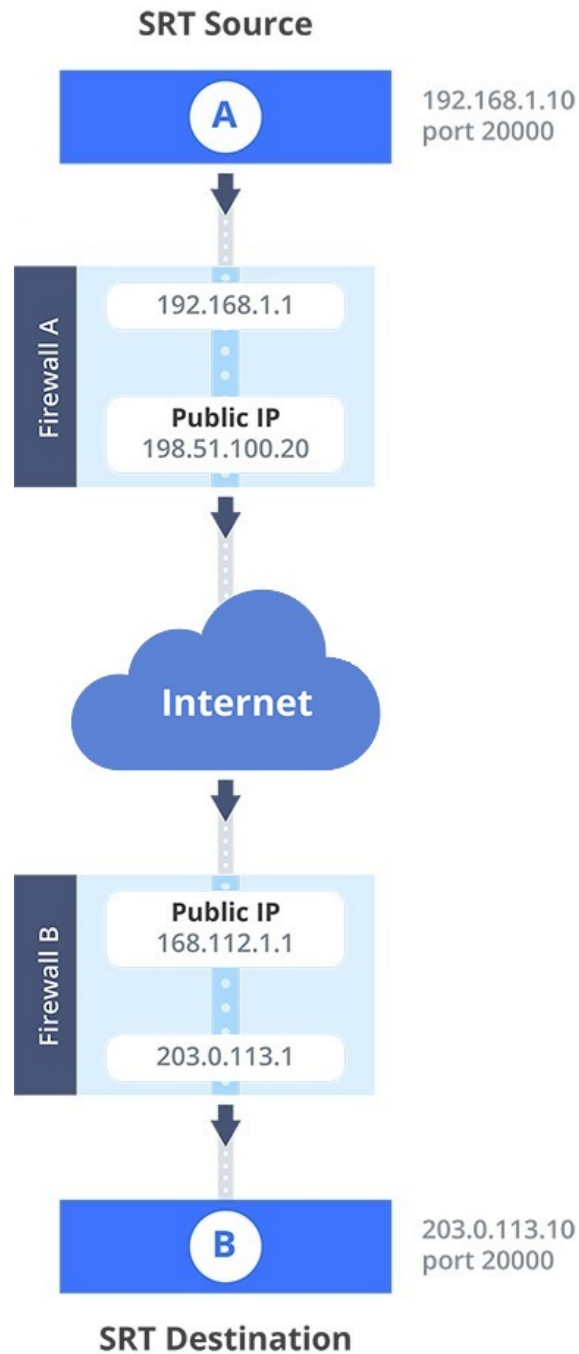 SRT Source
A
192.168.1.10
port 20000
Firewall A
192.168.1.1
Public IP
198.51.100.20
Internet
Firewall B
Public IP
168.112.1.1
203.0.113.1
B
203.0.113.10
port 20000
SRT Destination